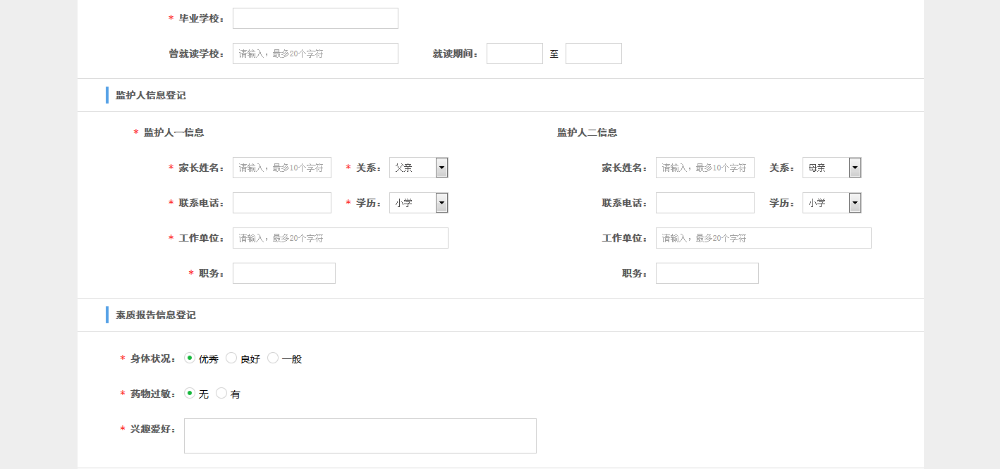 * 毕业学校：
曾就读学校： 请输入，最多20个字符 就读期间： 至
监护人信息登记
* 监护人一信息 监护人二信息
* 家长姓名： 请输入，最多10个字符 * 关系： 父亲 家长姓名： 请输入，最多10个字符 关系： 母亲
* 联系电话： * 学历： 小学 联系电话： 学历： 小学
* 工作单位： 请输入，最多20个字符 工作单位： 请输入，最多20个字符
* 职务： 职务：
素质报告信息登记
* 身体状况： 优秀 良好 一般
* 药物过敏： 无 有
* 兴趣爱好：